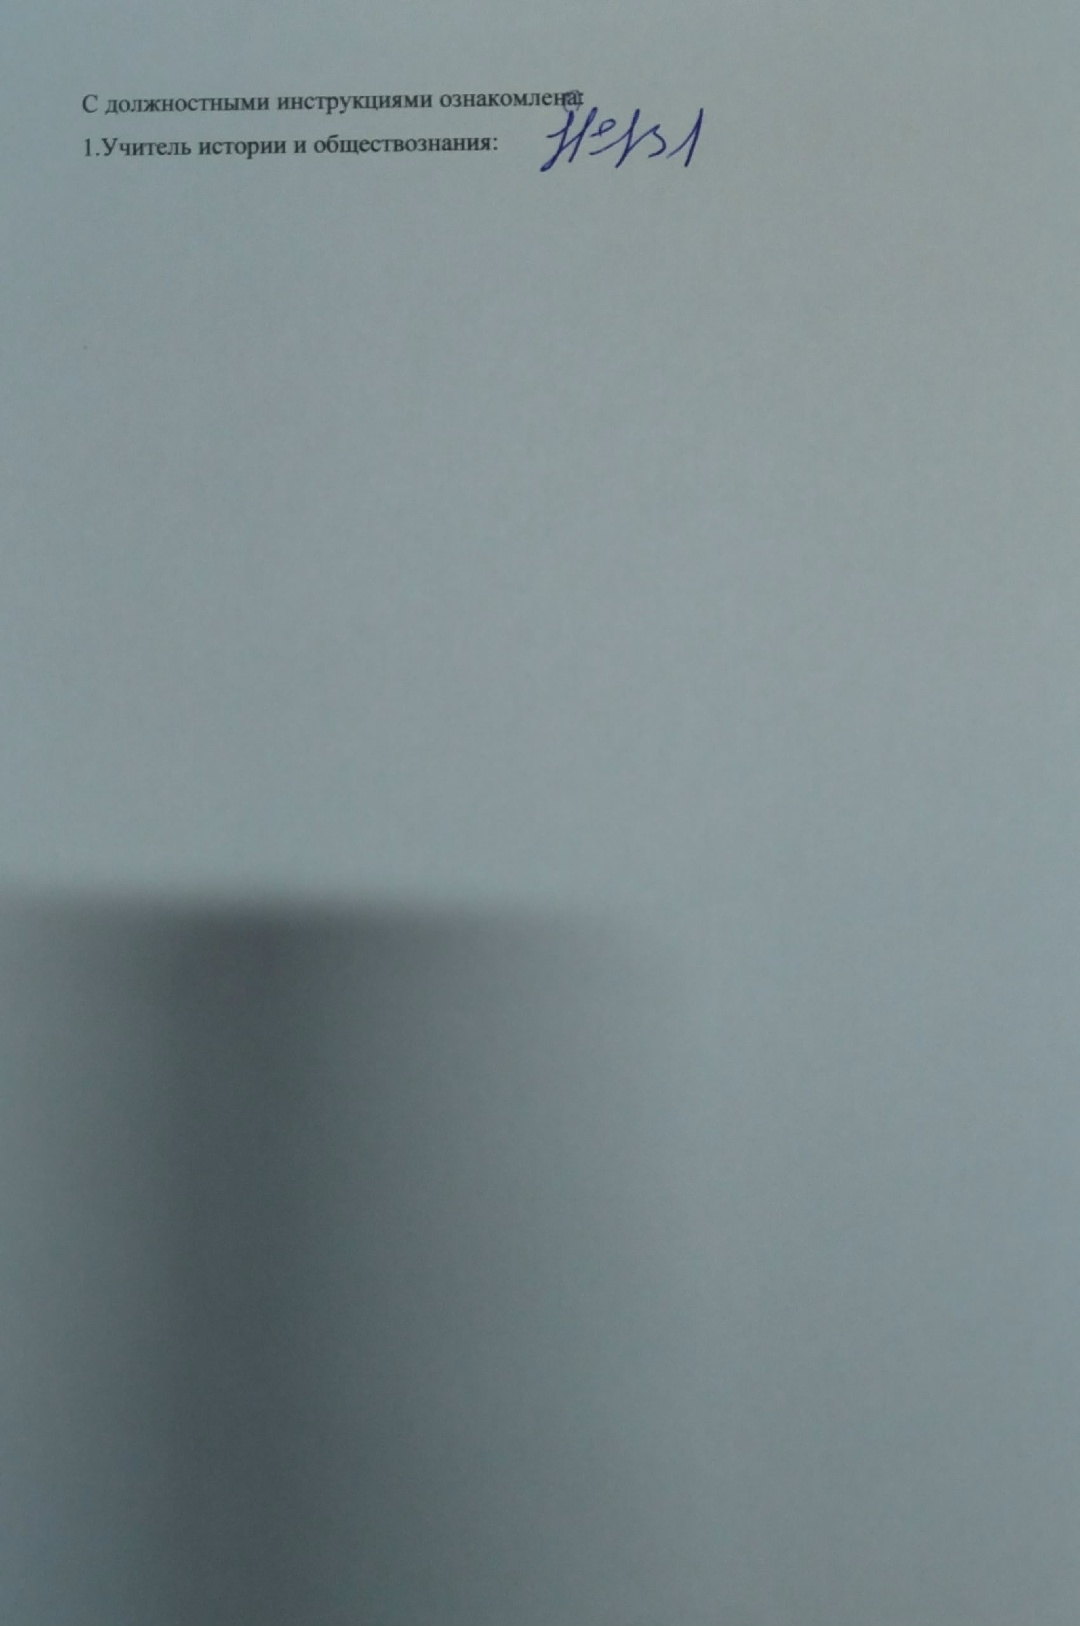 С должностными инструкциями ознакомлена:
1.Учитель истории и обществознания: